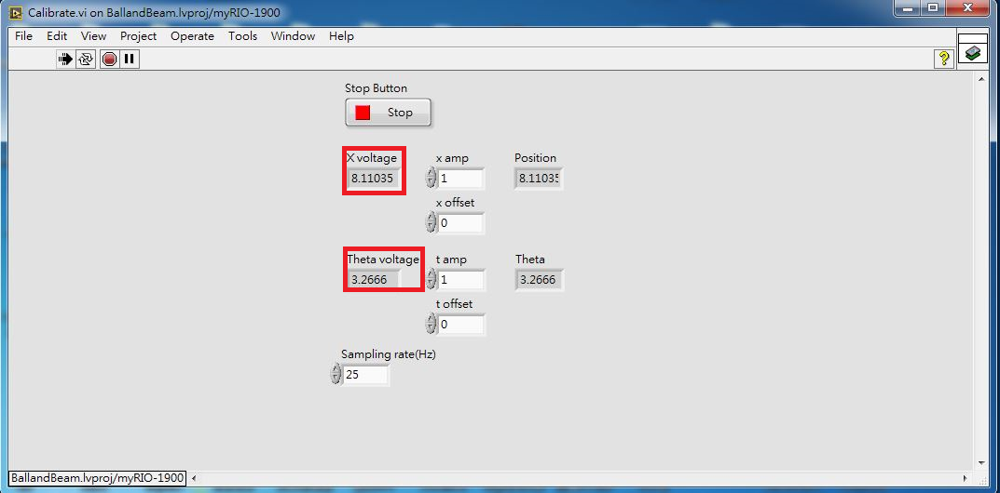 Calibrate.vi on BallandBeam.lvproj/myRIO-1900
File Edit View Project Operate Tools Window Help
?
Stop Button
Stop
X voltage x amp Position
8.11035 1 8.11035
x offset
0
Theta voltage t amp Theta
3.2666 1 3.2666
t offset
0
Sampling rate(Hz)
25
BallandBeam.lvproj/myRIO-1900